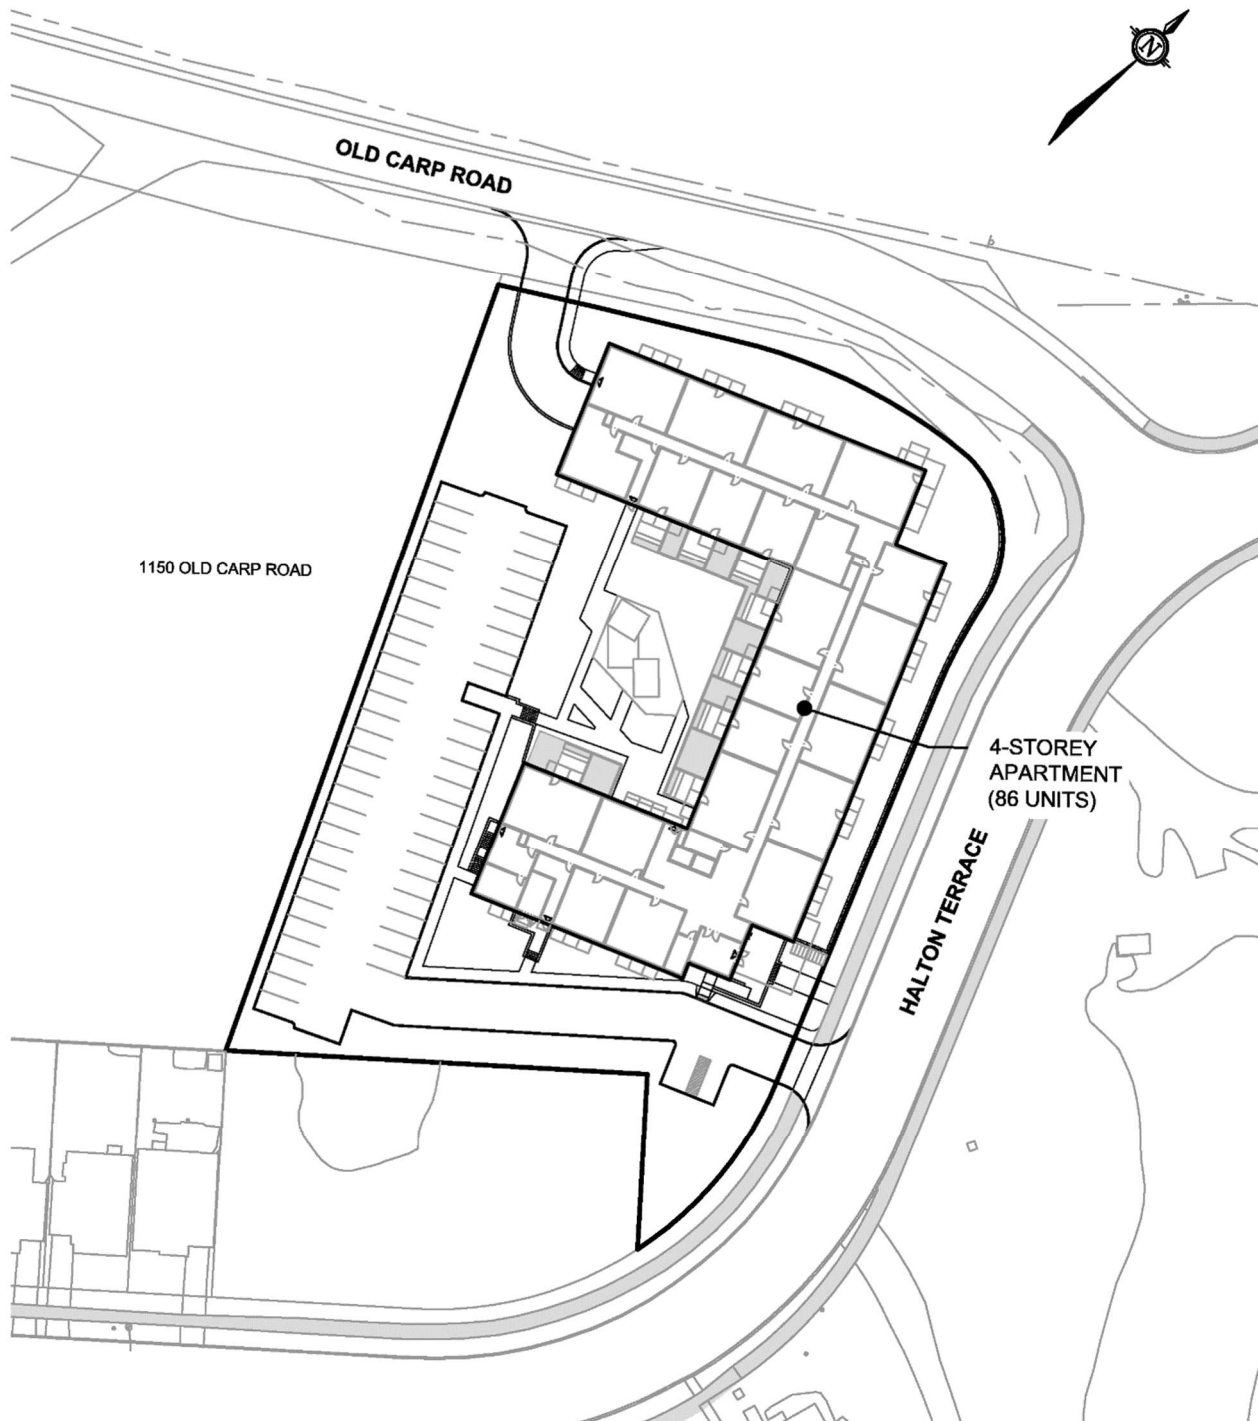 N
OLD CARP ROAD
1150 OLD CARP ROAD
4-STOREY
APARTMENT
(86 UNITS)
HALTON TERRACE